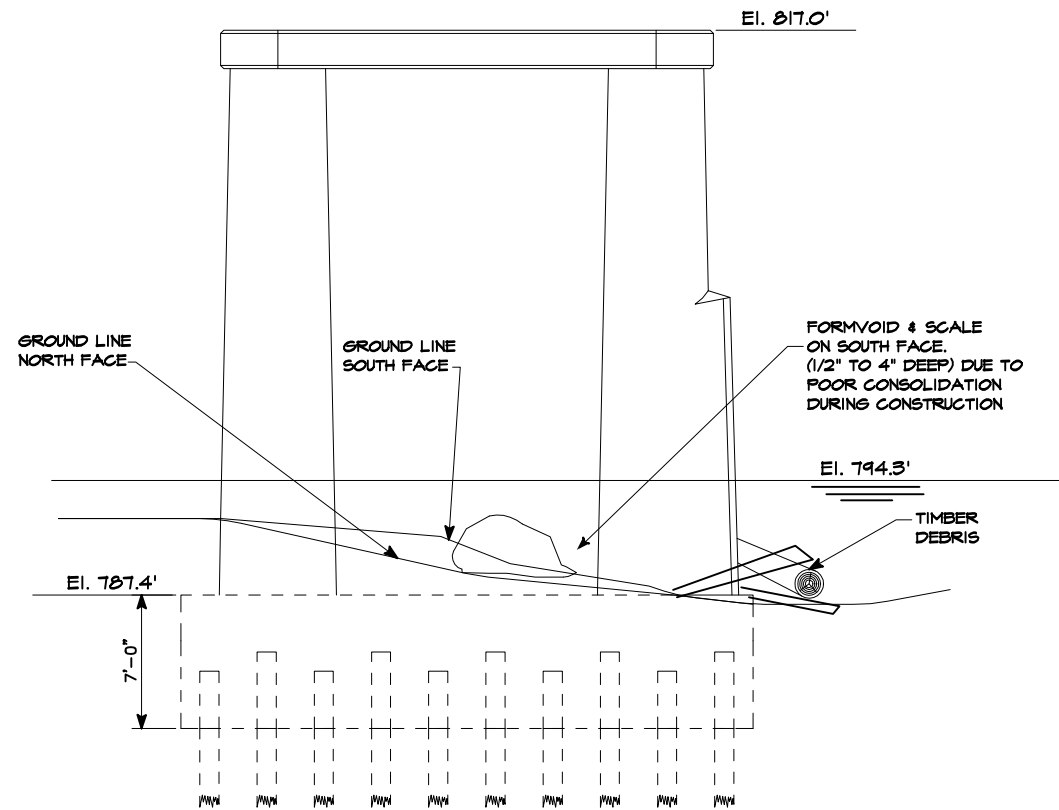 El. 817.0'
GROUND LINE
NORTH FACE
GROUND LINE
SOUTH FACE
FORMVOID & SCALE
ON SOUTH FACE.
(1/2" TO 4" DEEP) DUE TO
POOR CONSOLIDATION
DURING CONSTRUCTION
El. 794.3'
TIMBER
DEBRIS
El. 787.4'
7'-0"